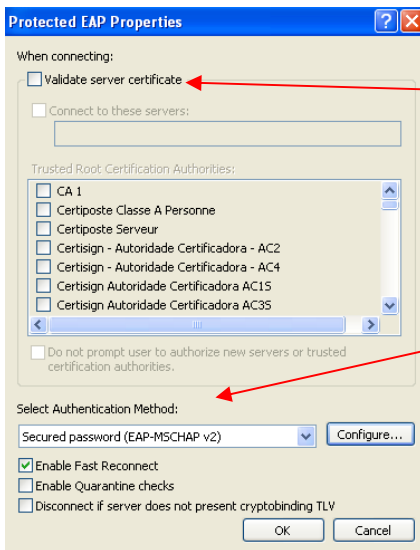 Protected EAP Properties
When connecting:
Validate server certificate
Connect to these servers:
Trusted Root Certification Authorities:
CA 1
Certiposte Classe A Personne
Certiposte Serveur
Certisign - Autoridade Certificadora - AC2
Certisign - Autoridade Certificadora - AC4
Certisign Autoridade Certificadora AC1S
Certisign Autoridade Certificadora AC3S
Do not prompt user to authorize new servers or trusted
certification authorities.
Select Authentication Method:
Secured password (EAP-MSCHAP v2)
Configure...
Enable Fast Reconnect
Enable Quarantine checks
Disconnect if server does not present cryptobinding TLV
OK Cancel